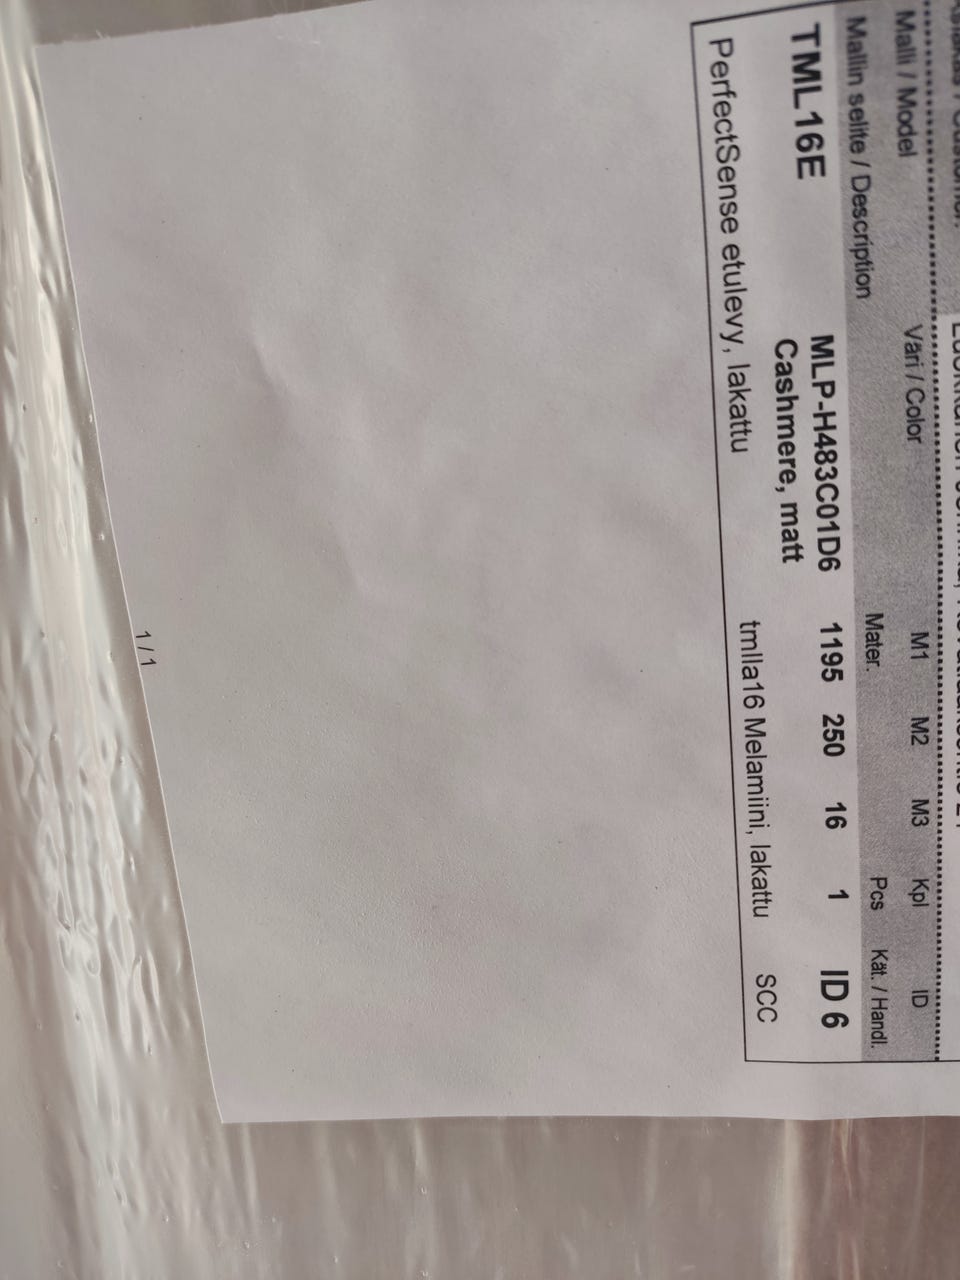 Malli / Model Väri / Color M1 M2 M3 Kpl ID
Mallin selite / Description Mater. Pcs Kät. / Handl.
TML16E MLP-H483C01D6 1195 250 16 1 ID 6
Cashmere, matt
PerfectSense etulevy, lakattu tmlla16 Melamiini, lakattu SCC
1 / 1